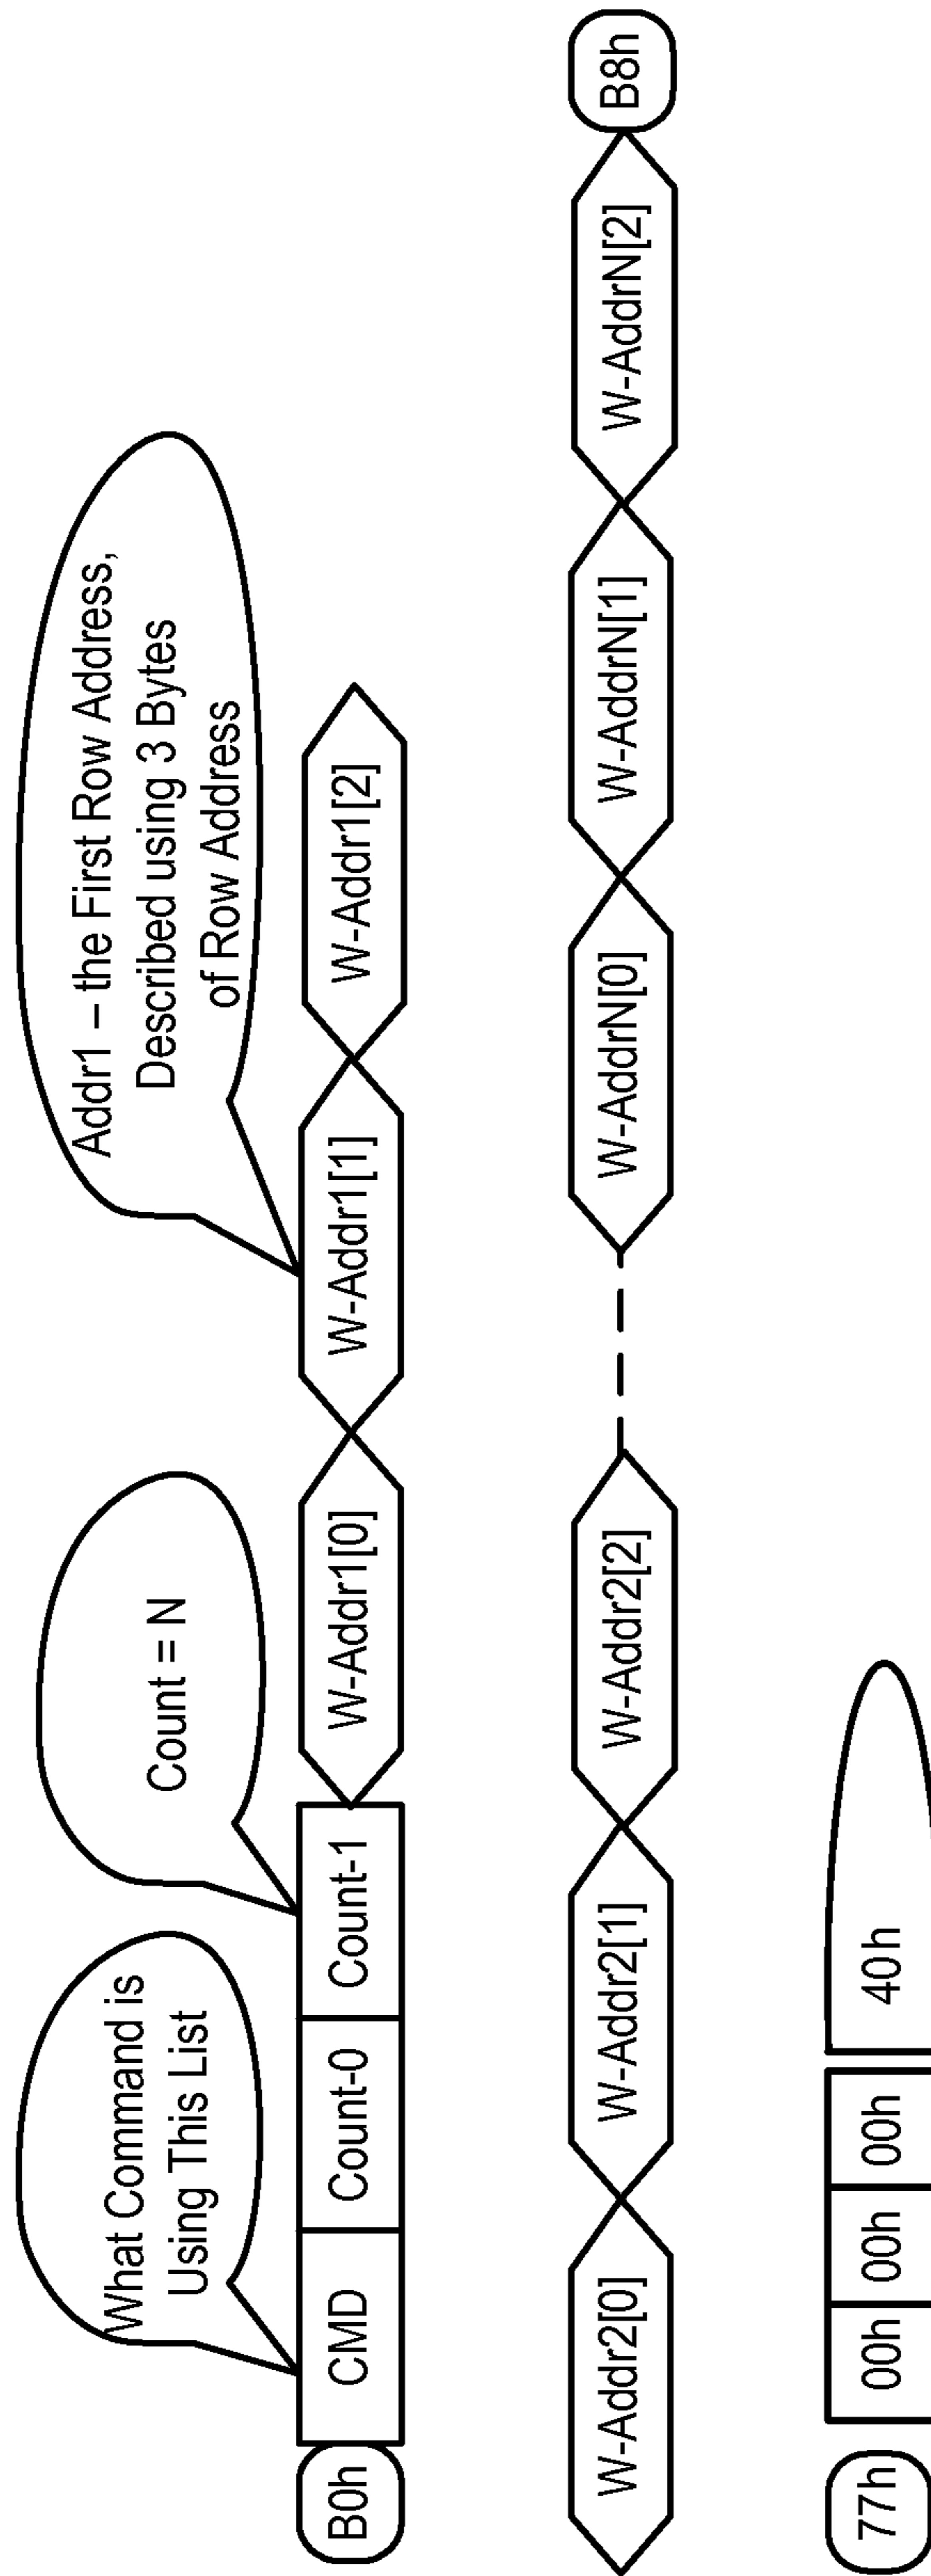 What Command is
Using This List
Count = N
Addr1 – the First Row Address,
Described using 3 Bytes
of Row Address
B0h CMD Count-0 Count-1 W-Addr1[0] W-Addr1[1] W-Addr1[2]
W-Addr2[0] W-Addr2[1] W-Addr2[2] W-AddrN[0] W-AddrN[1] W-AddrN[2] B8h
77h 00h 00h 00h 40h